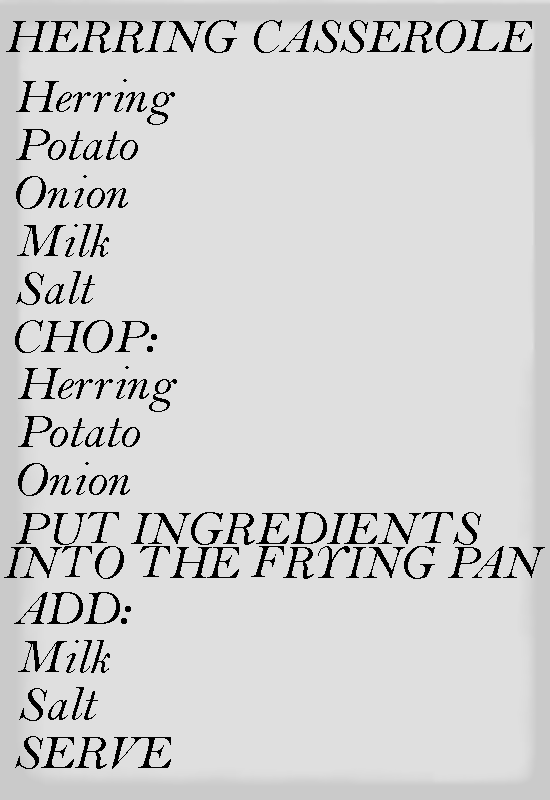 HERRING CASSEROLE
Herring
Potato
Onion
Milk
Salt
CHOP:
Herring
Potato
Onion
PUT INGREDIENTS
INTO THE FRYING PAN
ADD:
Milk
Salt
SERVE